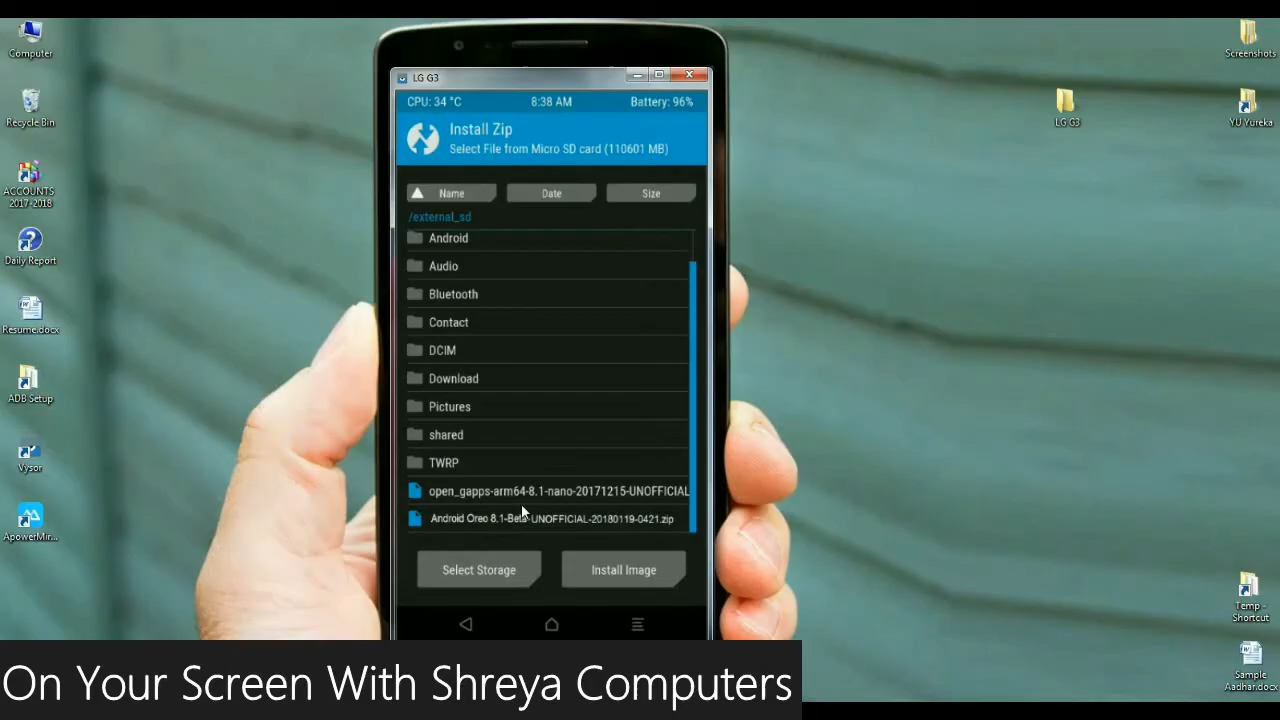 Computer
Recycle Bin
ACCOUNTS
2017-2018
Daily Report
Resume.docx
ADB Setup
Vysor
ApowerMir...
LG G3
CPU: 34 °C
8:38 AM
Battery: 96%
Install Zip
Select File from Micro SD card (110601 MB)
Name
Date
Size
/external_sd
Android
Audio
Bluetooth
Contact
DCIM
Download
Pictures
shared
TWRP
open_gapps-arm64-8.1-nano-20171215-UNOFFICIAL
Android Oreo 8.1-Beta-UNOFFICIAL-20180119-0421.zip
Select Storage
Install Image
Screenshots
LG G3
YU Yureka
Temp -
Shortcut
Sample
Aadhar.docx
On Your Screen With Shreya Computers